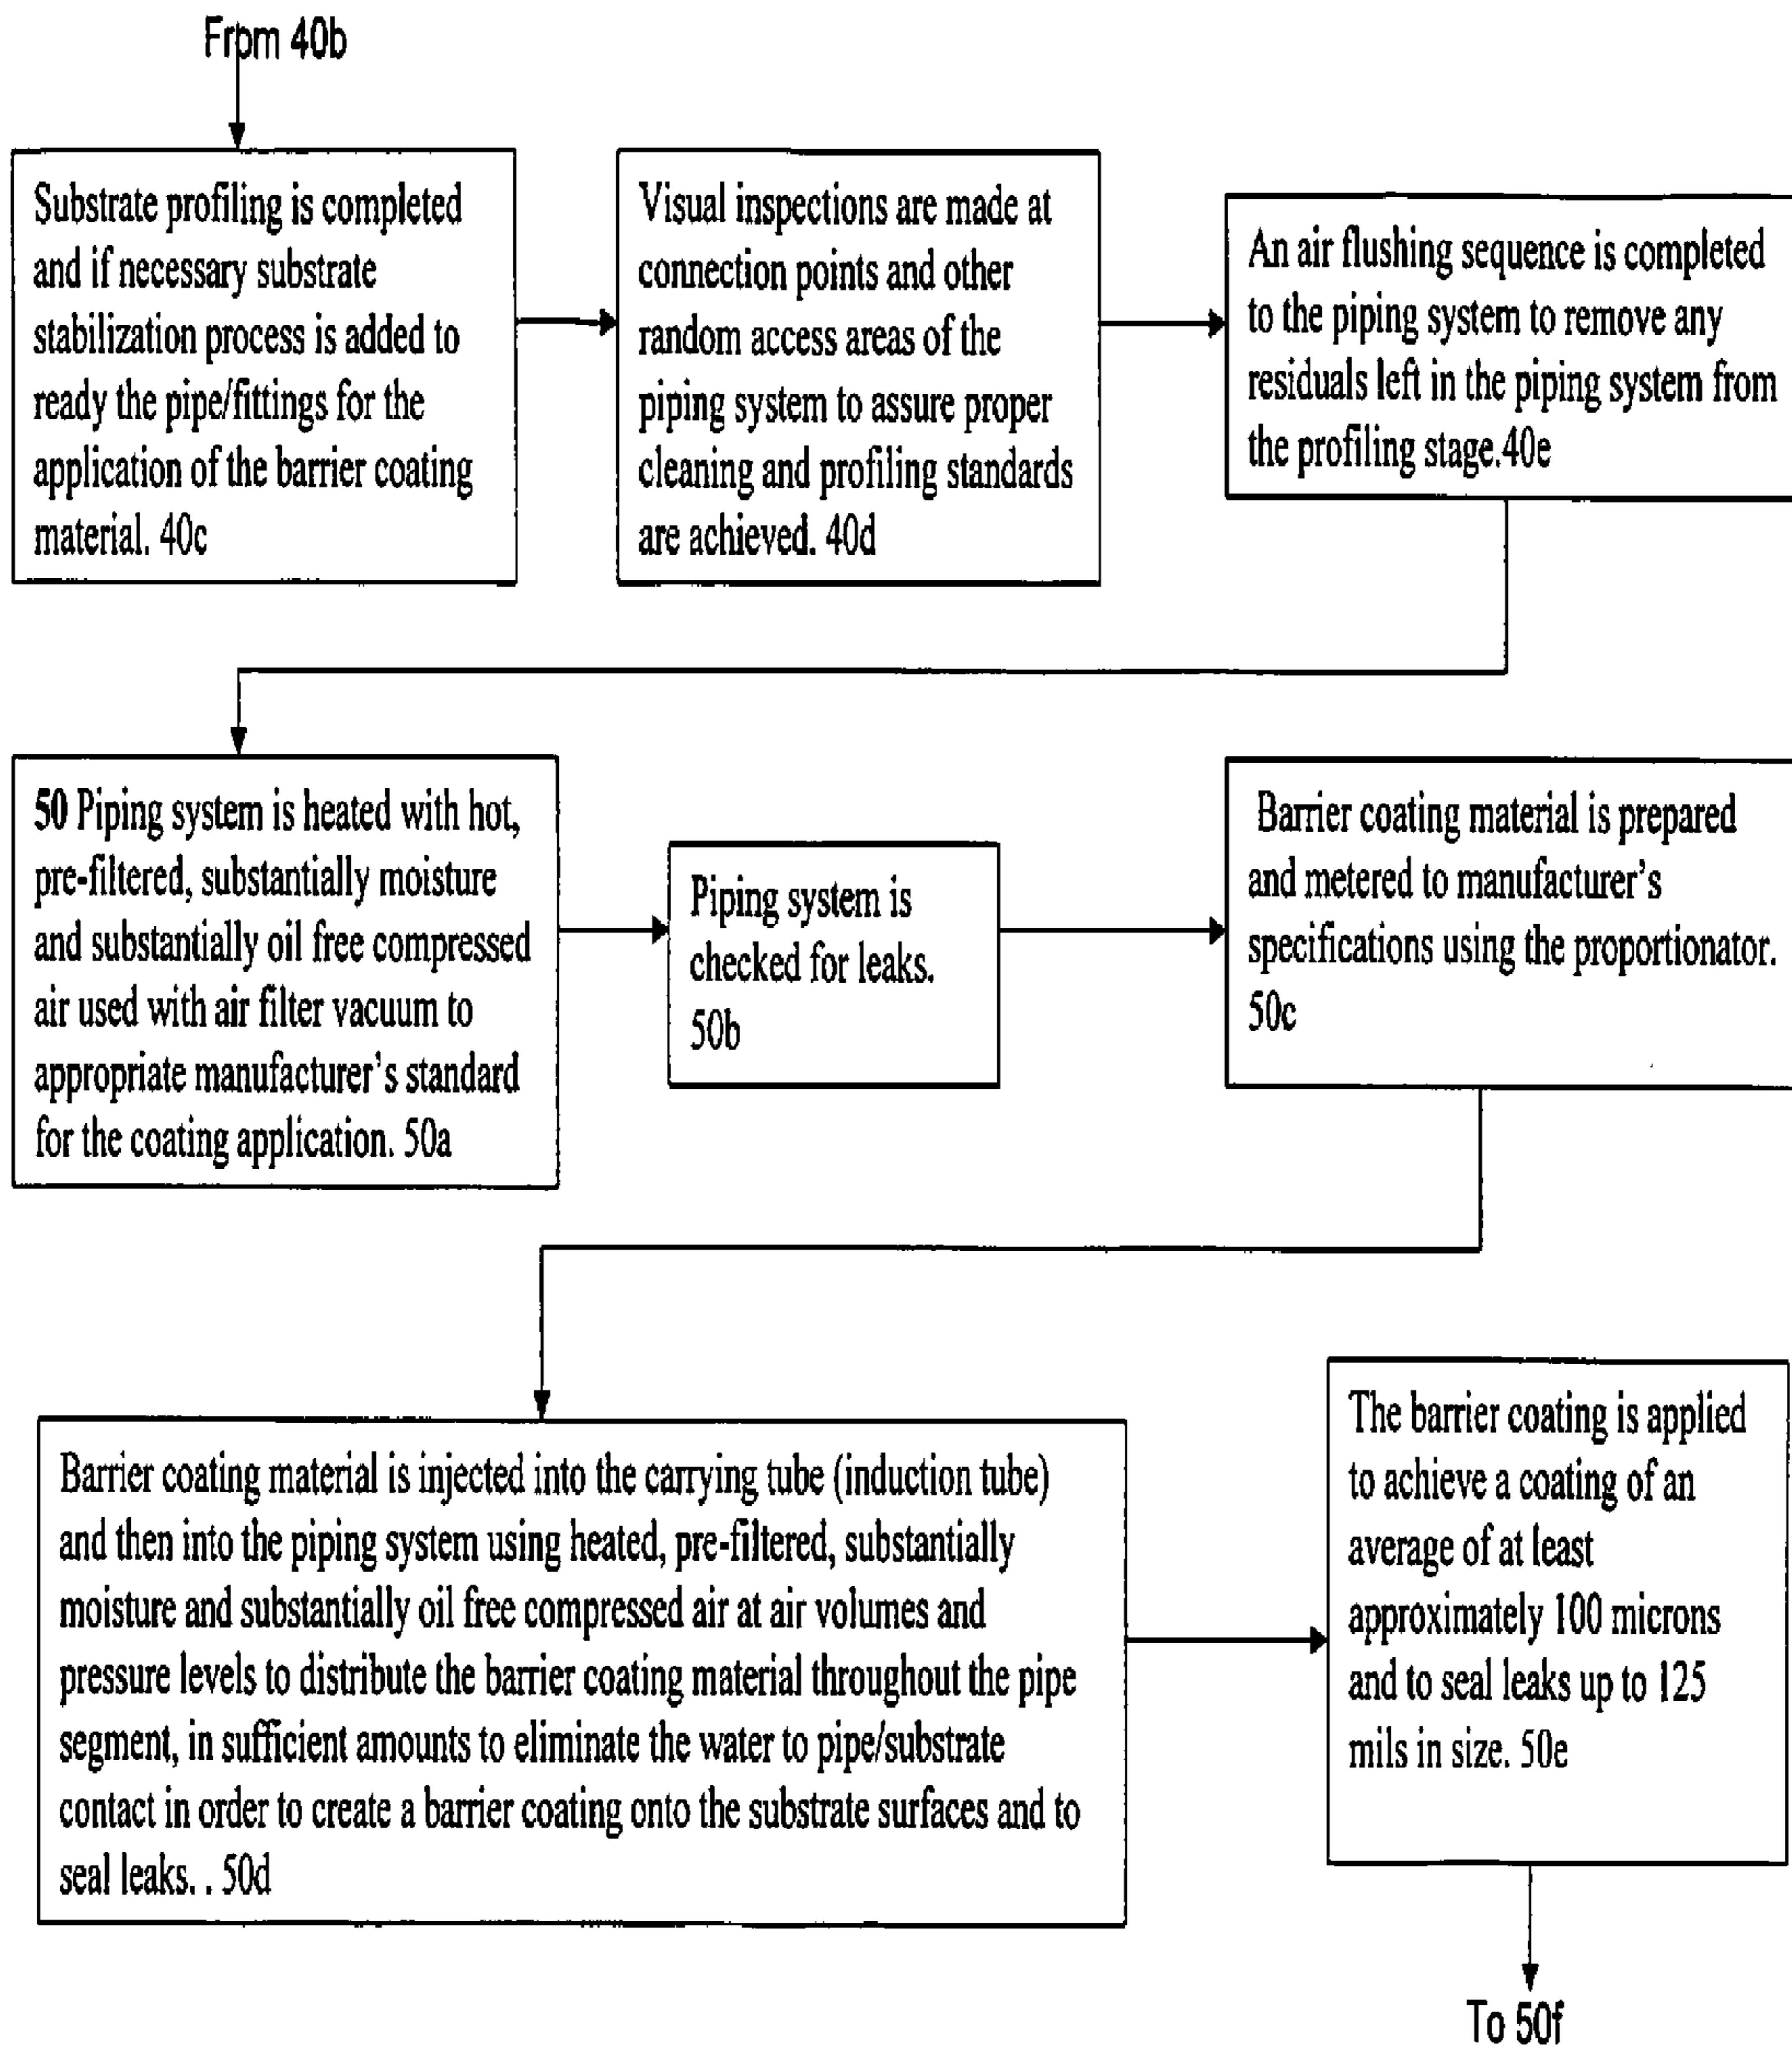 From 40b
Substrate profiling is completed
and if necessary substrate
stabilization process is added to
ready the pipe/fittings for the
application of the barrier coating
material. 40c
Visual inspections are made at
connection points and other
random access areas of the
piping system to assure proper
cleaning and profiling standards
are achieved. 40d
An air flushing sequence is completed
to the piping system to remove any
residuals left in the piping system from
the profiling stage.40e
50 Piping system is heated with hot,
pre-filtered, substantially moisture
and substantially oil free compressed
air used with air filter vacuum to
appropriate manufacturer's standard
for the coating application. 50a
Piping system is
checked for leaks.
50b
Barrier coating material is prepared
and metered to manufacturer's
specifications using the proportionator.
50c
Barrier coating material is injected into the carrying tube (induction tube)
and then into the piping system using heated, pre-filtered, substantially
moisture and substantially oil free compressed air at air volumes and
pressure levels to distribute the barrier coating material throughout the pipe
segment, in sufficient amounts to eliminate the water to pipe/substrate
contact in order to create a barrier coating onto the substrate surfaces and to
seal leaks. . 50d
The barrier coating is applied
to achieve a coating of an
average of at least
approximately 100 microns
and to seal leaks up to 125
mils in size. 50e
To 50f